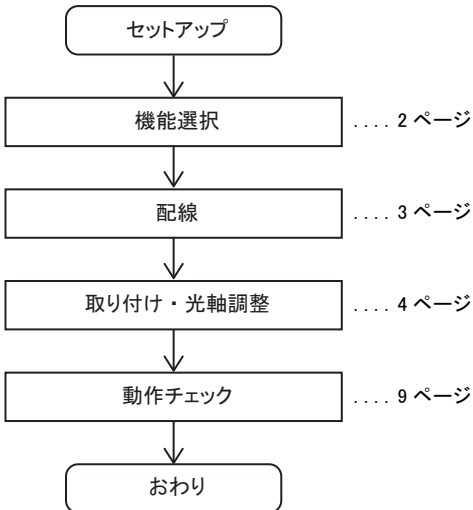 セットアップ
機能選択 .... 2 ページ
配線 .... 3 ページ
取り付け・光軸調整 .... 4 ページ
動作チェック .... 9 ページ
おわり